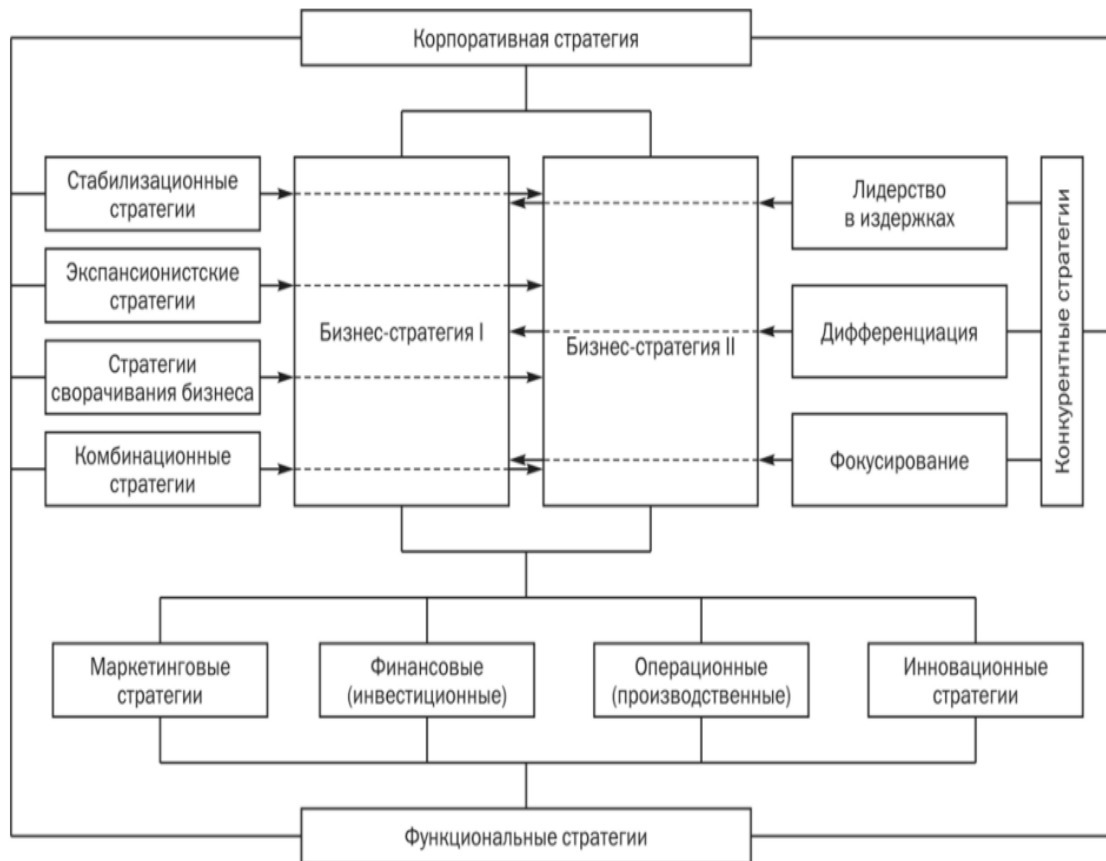 Корпоративная стратегия
Стабилизационные
стратегии
Экспансионистские
стратегии
Стратегии
сворачивания бизнеса
Комбинационные
стратегии
Бизнес-стратегия I
Бизнес-стратегия II
Лидерство
в издержках
Дифференциация
Фокусирование
Конкурентные стратегии
Маркетинговые
стратегии
Финансовые
(инвестиционные)
Операционные
(производственные)
Инновационные
стратегии
Функциональные стратегии